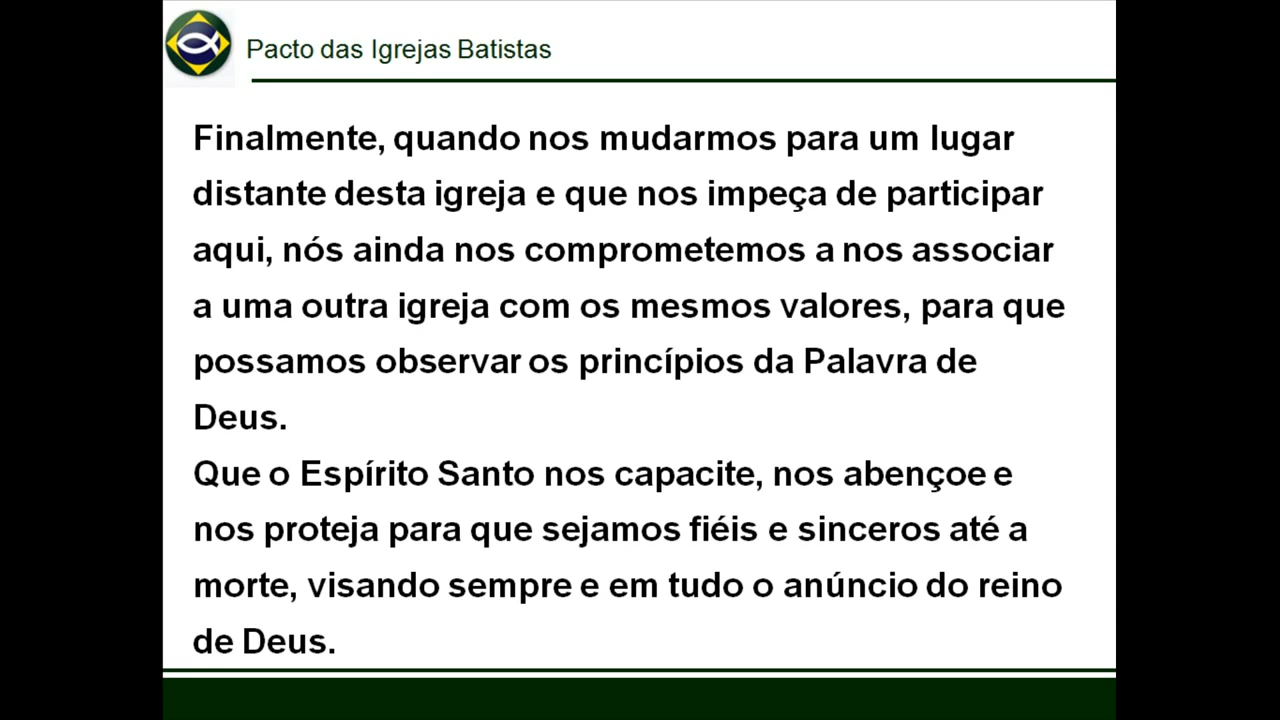 Pacto das Igrejas Batistas
Finalmente, quando nos mudarmos para um lugar
distante desta igreja e que nos impeça de participar
aqui, nós ainda nos comprometemos a nos associar
a uma outra igreja com os mesmos valores, para que
possamos observar os princípios da Palavra de
Deus.
Que o Espírito Santo nos capacite, nos abençoe e
nos proteja para que sejamos fiéis e sinceros até a
morte, visando sempre e em tudo o anúncio do reino
de Deus.